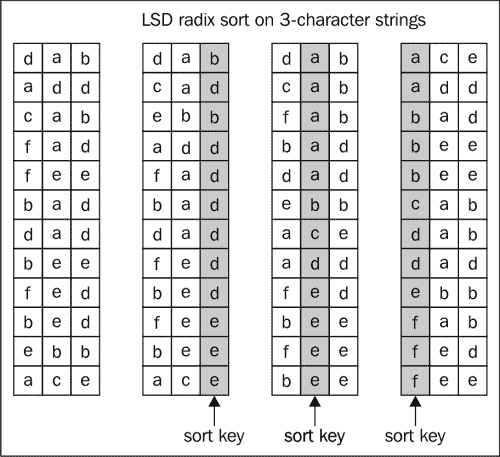 LSD radix sort on 3-character strings
d a b d a b d a b a c e
a d d c a d c a b a d d
c a b e b b f a b b a d
f a d a d d b a d b e e
f e e f a d d a d b e e
b a d b a d e b b c a b
d a d d a d a c e d a b
b e e f e d a d d d a d
f e d b e d f e d e b b
b e e f e e b e e f a b
e b b b e e f e e f e d
a c e a c e b e e f e e
sort key sort key sort key